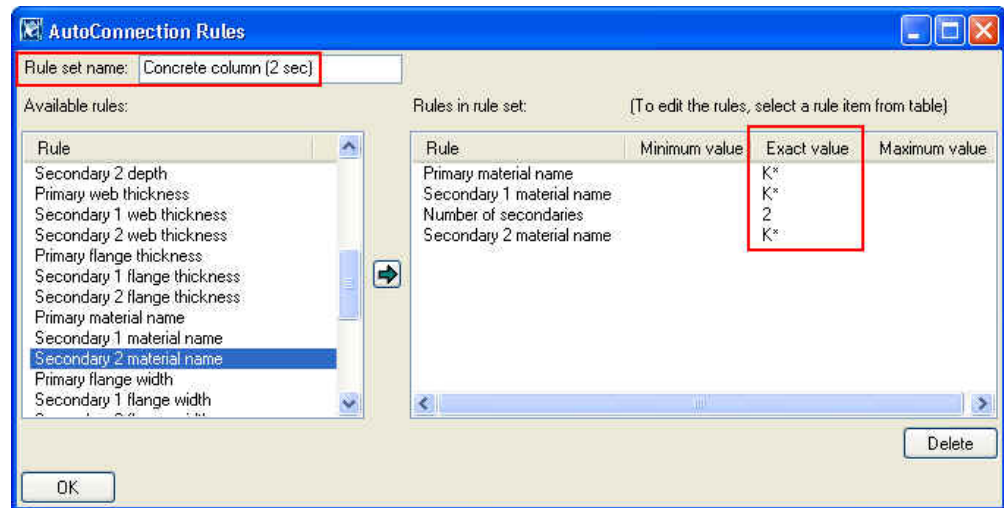 AutoConnection Rules
Rule set name: Concrete column (2 sec)
Available rules:
Rules in rule set: (To edit the rules, select a rule item from table)
Rule
Secondary 2 depth
Primary web thickness
Secondary 1 web thickness
Secondary 2 web thickness
Primary flange thickness
Secondary 1 flange thickness
Secondary 2 flange thickness
Primary material name
Secondary 1 material name
Secondary 2 material name
Primary flange width
Secondary 1 flange width
Rule Minimum value Exact value Maximum value
Primary material name K*
Secondary 1 material name K*
Number of secondaries 2
Secondary 2 material name K*
Delete
OK